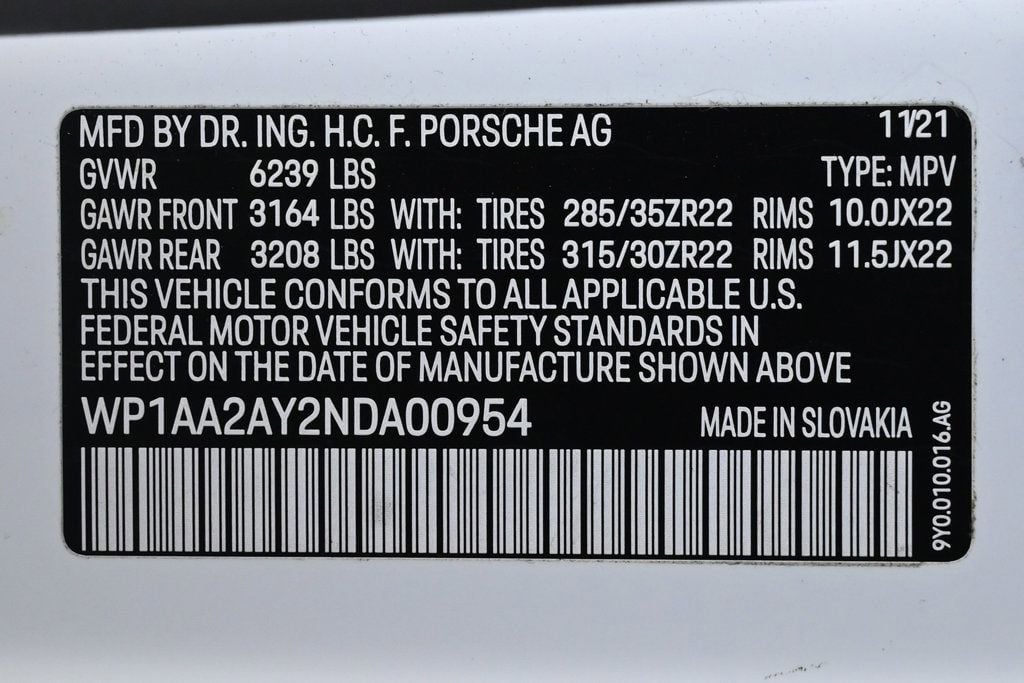 MFD BY DR. ING. H.C. F. PORSCHE AG 11/21
GVWR 6239 LBS TYPE: MPV
GAWR FRONT 3164 LBS WITH: TIRES 285/35ZR22 RIMS 10.0JX22
GAWR REAR 3208 LBS WITH: TIRES 315/30ZR22 RIMS 11.5JX22
THIS VEHICLE CONFORMS TO ALL APPLICABLE U.S.
FEDERAL MOTOR VEHICLE SAFETY STANDARDS IN
EFFECT ON THE DATE OF MANUFACTURE SHOWN ABOVE
WP1AA2AY2NDA00954 MADE IN SLOVAKIA
9Y0.010.016.AG